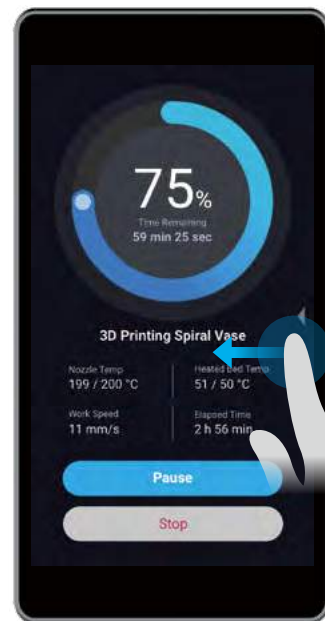 75%
Time Remaining
59 min 25 sec
3D Printing Spiral Vase
Nozzle Temp
199 / 200 °C
Heated Bed Temp
51 / 50 °C
Work Speed
11 mm/s
Elapsed Time
2 h 56 min
Pause
Stop